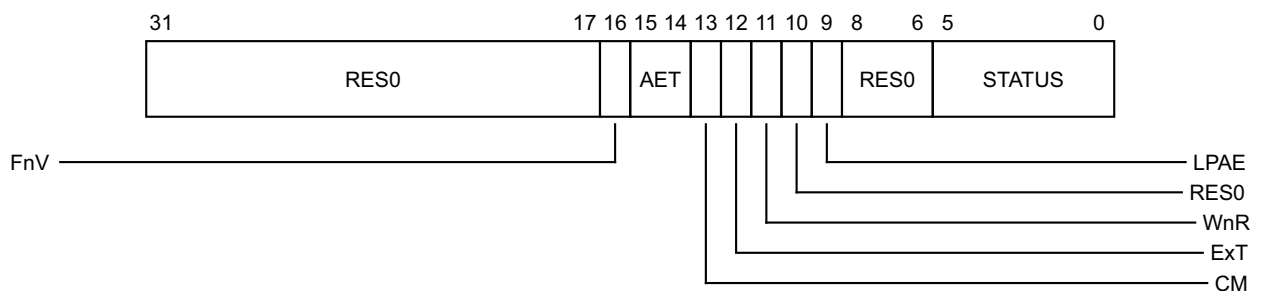 31 17 16 15 14 13 12 11 10 9 8 6 5 0
RES0 AET RES0 STATUS
FnV LPAE
RES0
WnR
ExT
CM